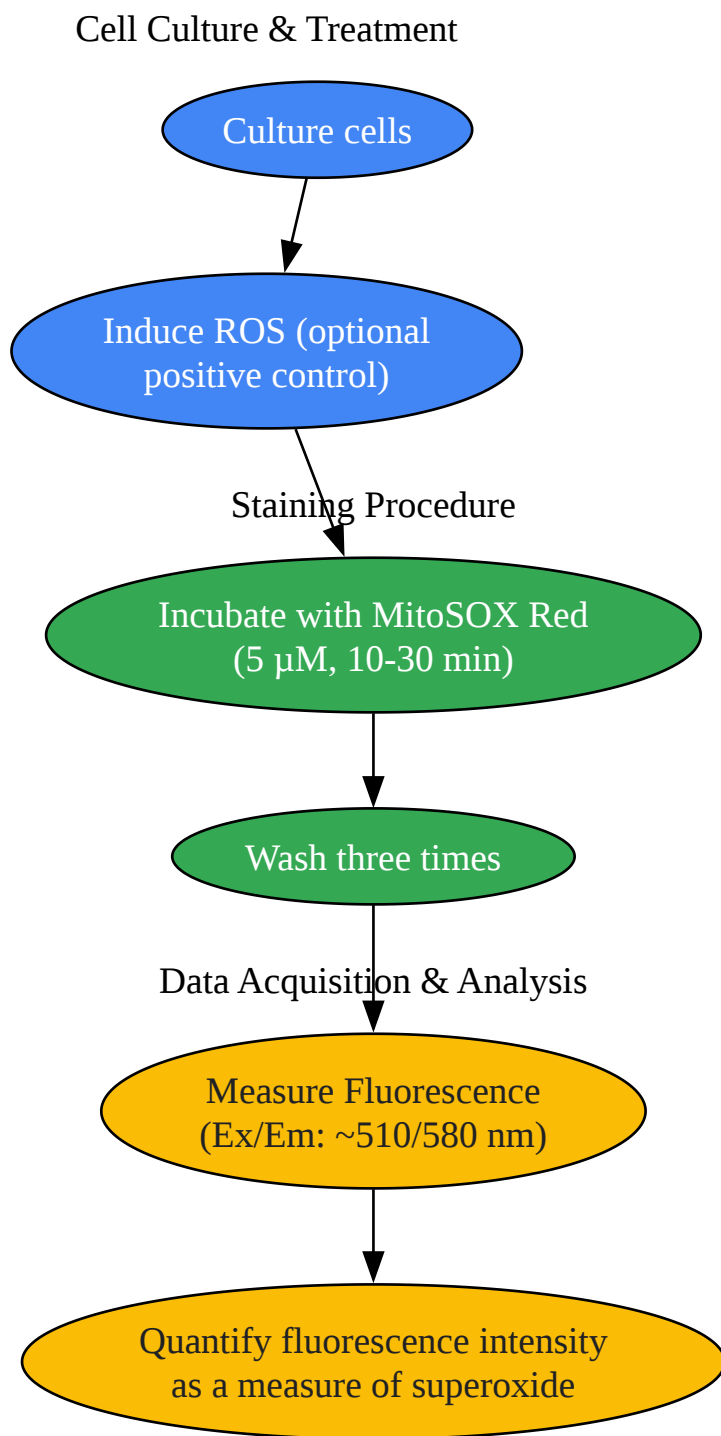 Cell Culture & Treatment
Culture cells
Induce ROS (optional
positive control)
Staining Procedure
Incubate with MitoSOX Red
(5 µM, 10-30 min)
Wash three times
Data Acquisition & Analysis
Measure Fluorescence
(Ex/Em: ~510/580 nm)
Quantify fluorescence intensity
as a measure of superoxide